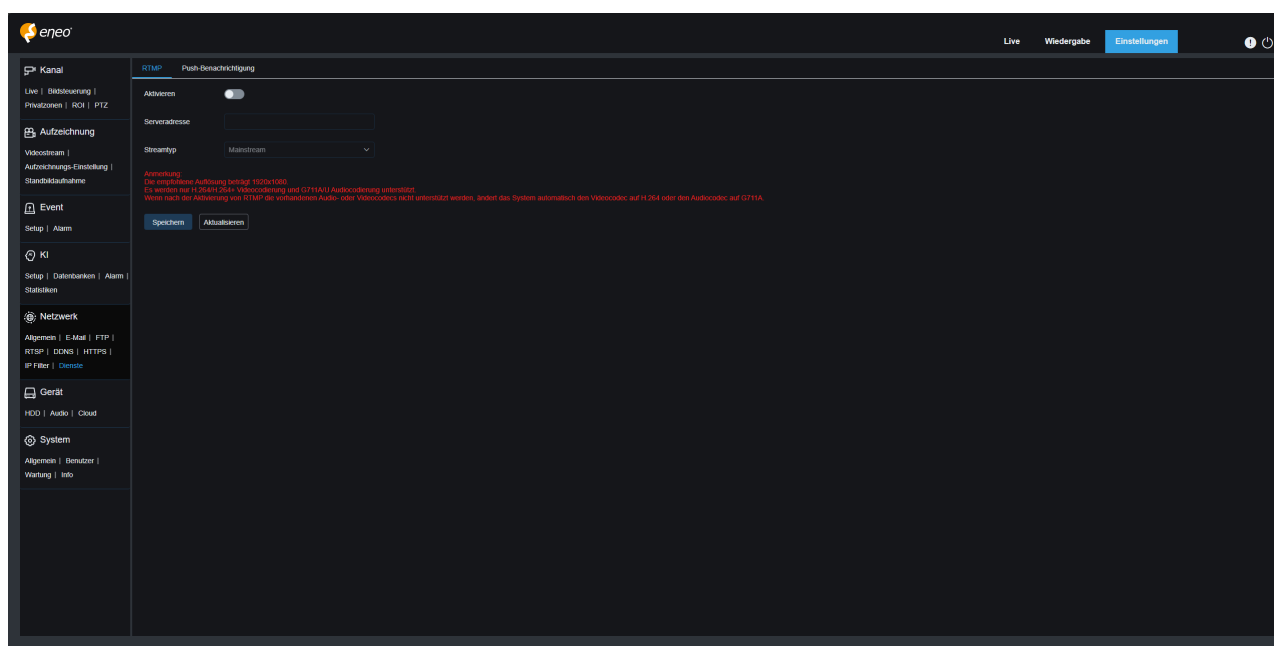 eneo
Live Wiedergabe Einstellungen
Kanal
Live | Bildsteuerung |
Privatzonen | ROI | PTZ
Aufzeichnung
Videostream |
Aufzeichnungs-Einstellung |
Standbildaufnahme
Event
Setup | Alarm
KI
Setup | Datenbanken | Alarm |
Statistiken
Netzwerk
Allgemein | E-Mail | FTP |
RTSP | DDNS | HTTPS |
IP Filter | Dienste
Gerät
HDD | Audio | Cloud
System
Allgemein | Benutzer |
Wartung | Info
RTMP Push-Benachrichtigung
Aktivieren
Serveradresse
Streamtyp Mainstream
Anmerkung:
Die empfohlene Auflösung beträgt 1920x1080.
Es werden nur H.264/H.264+ Videocodierung und G711A/U Audiocodierung unterstützt.
Wenn nach der Aktivierung von RTMP die vorhandenen Audio- oder Videocodecs nicht unterstützt werden, ändert das System automatisch den Videocodec auf H.264 oder den Audiocodec auf G711A.
Speichern Aktualisieren